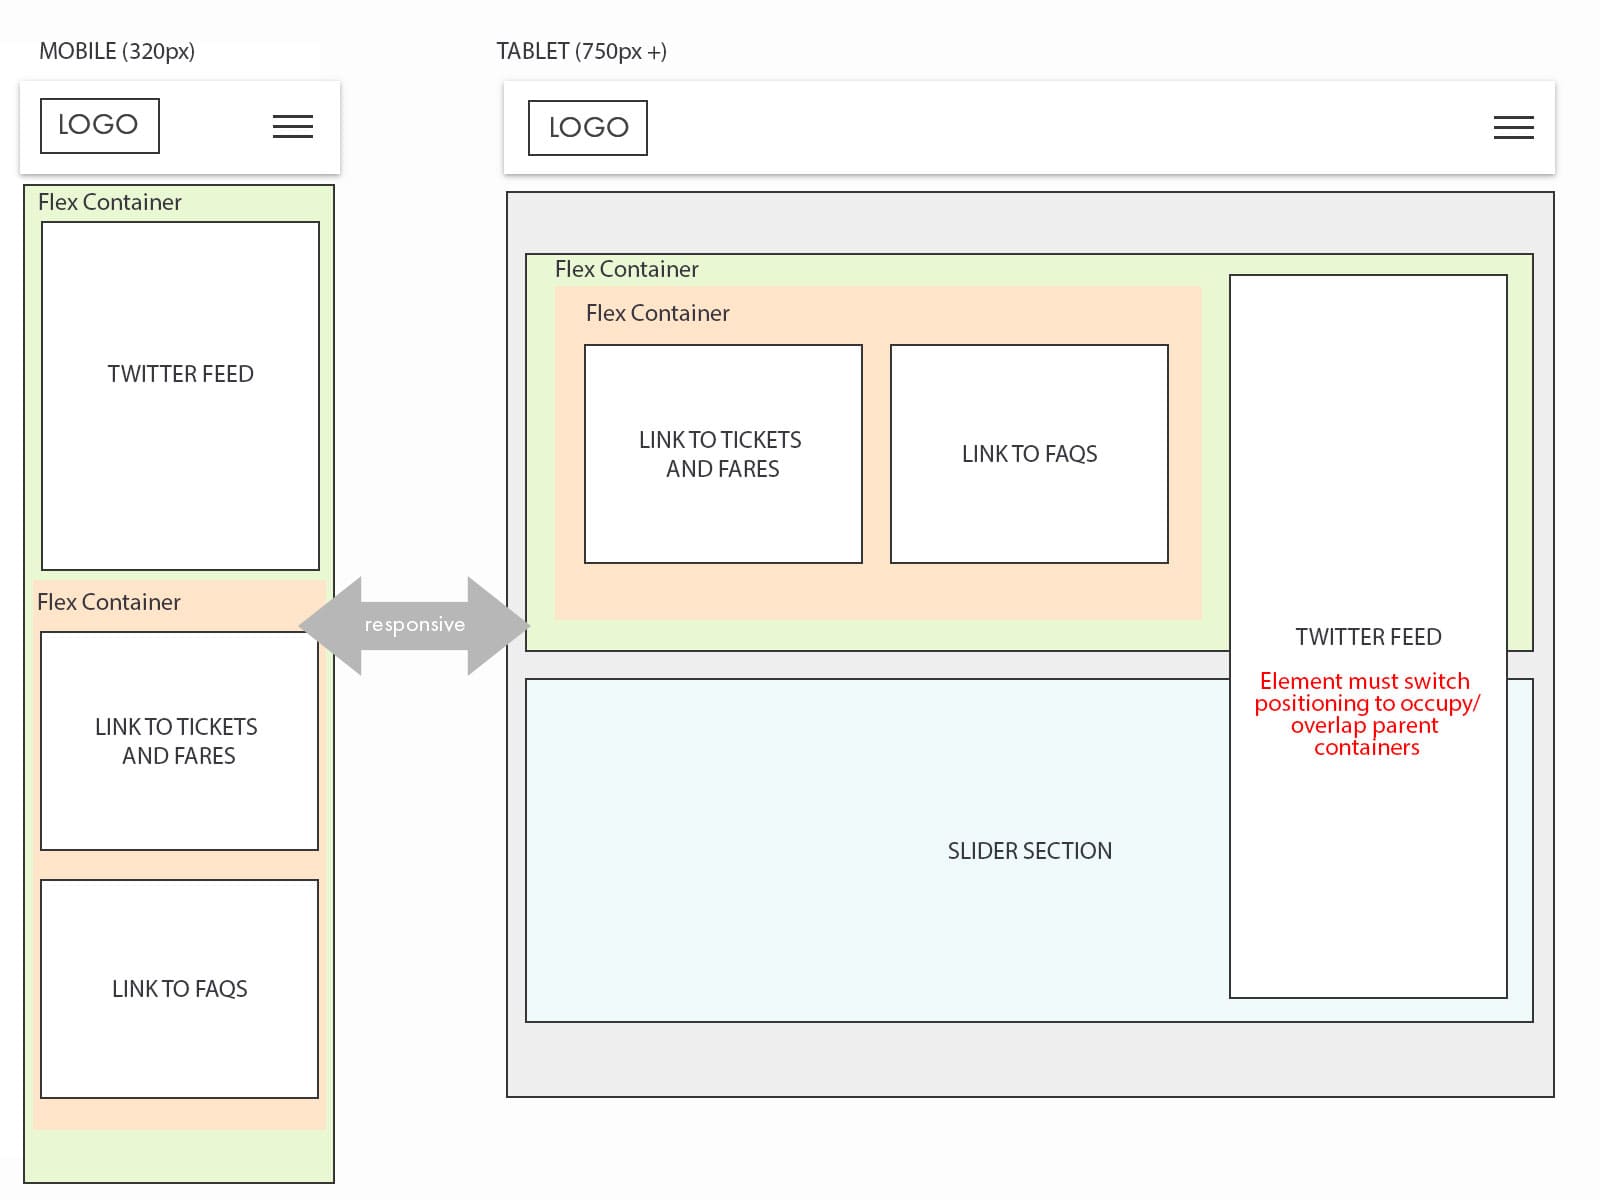 MOBILE (320px)
LOGO
Flex Container
TWITTER FEED
Flex Container
LINK TO TICKETS
AND FARES
LINK TO FAQS
responsive
TABLET (750px +)
LOGO
Flex Container
Flex Container
LINK TO TICKETS
AND FARES
LINK TO FAQS
TWITTER FEED
Element must switch
positioning to occupy/
overlap parent
containers
SLIDER SECTION